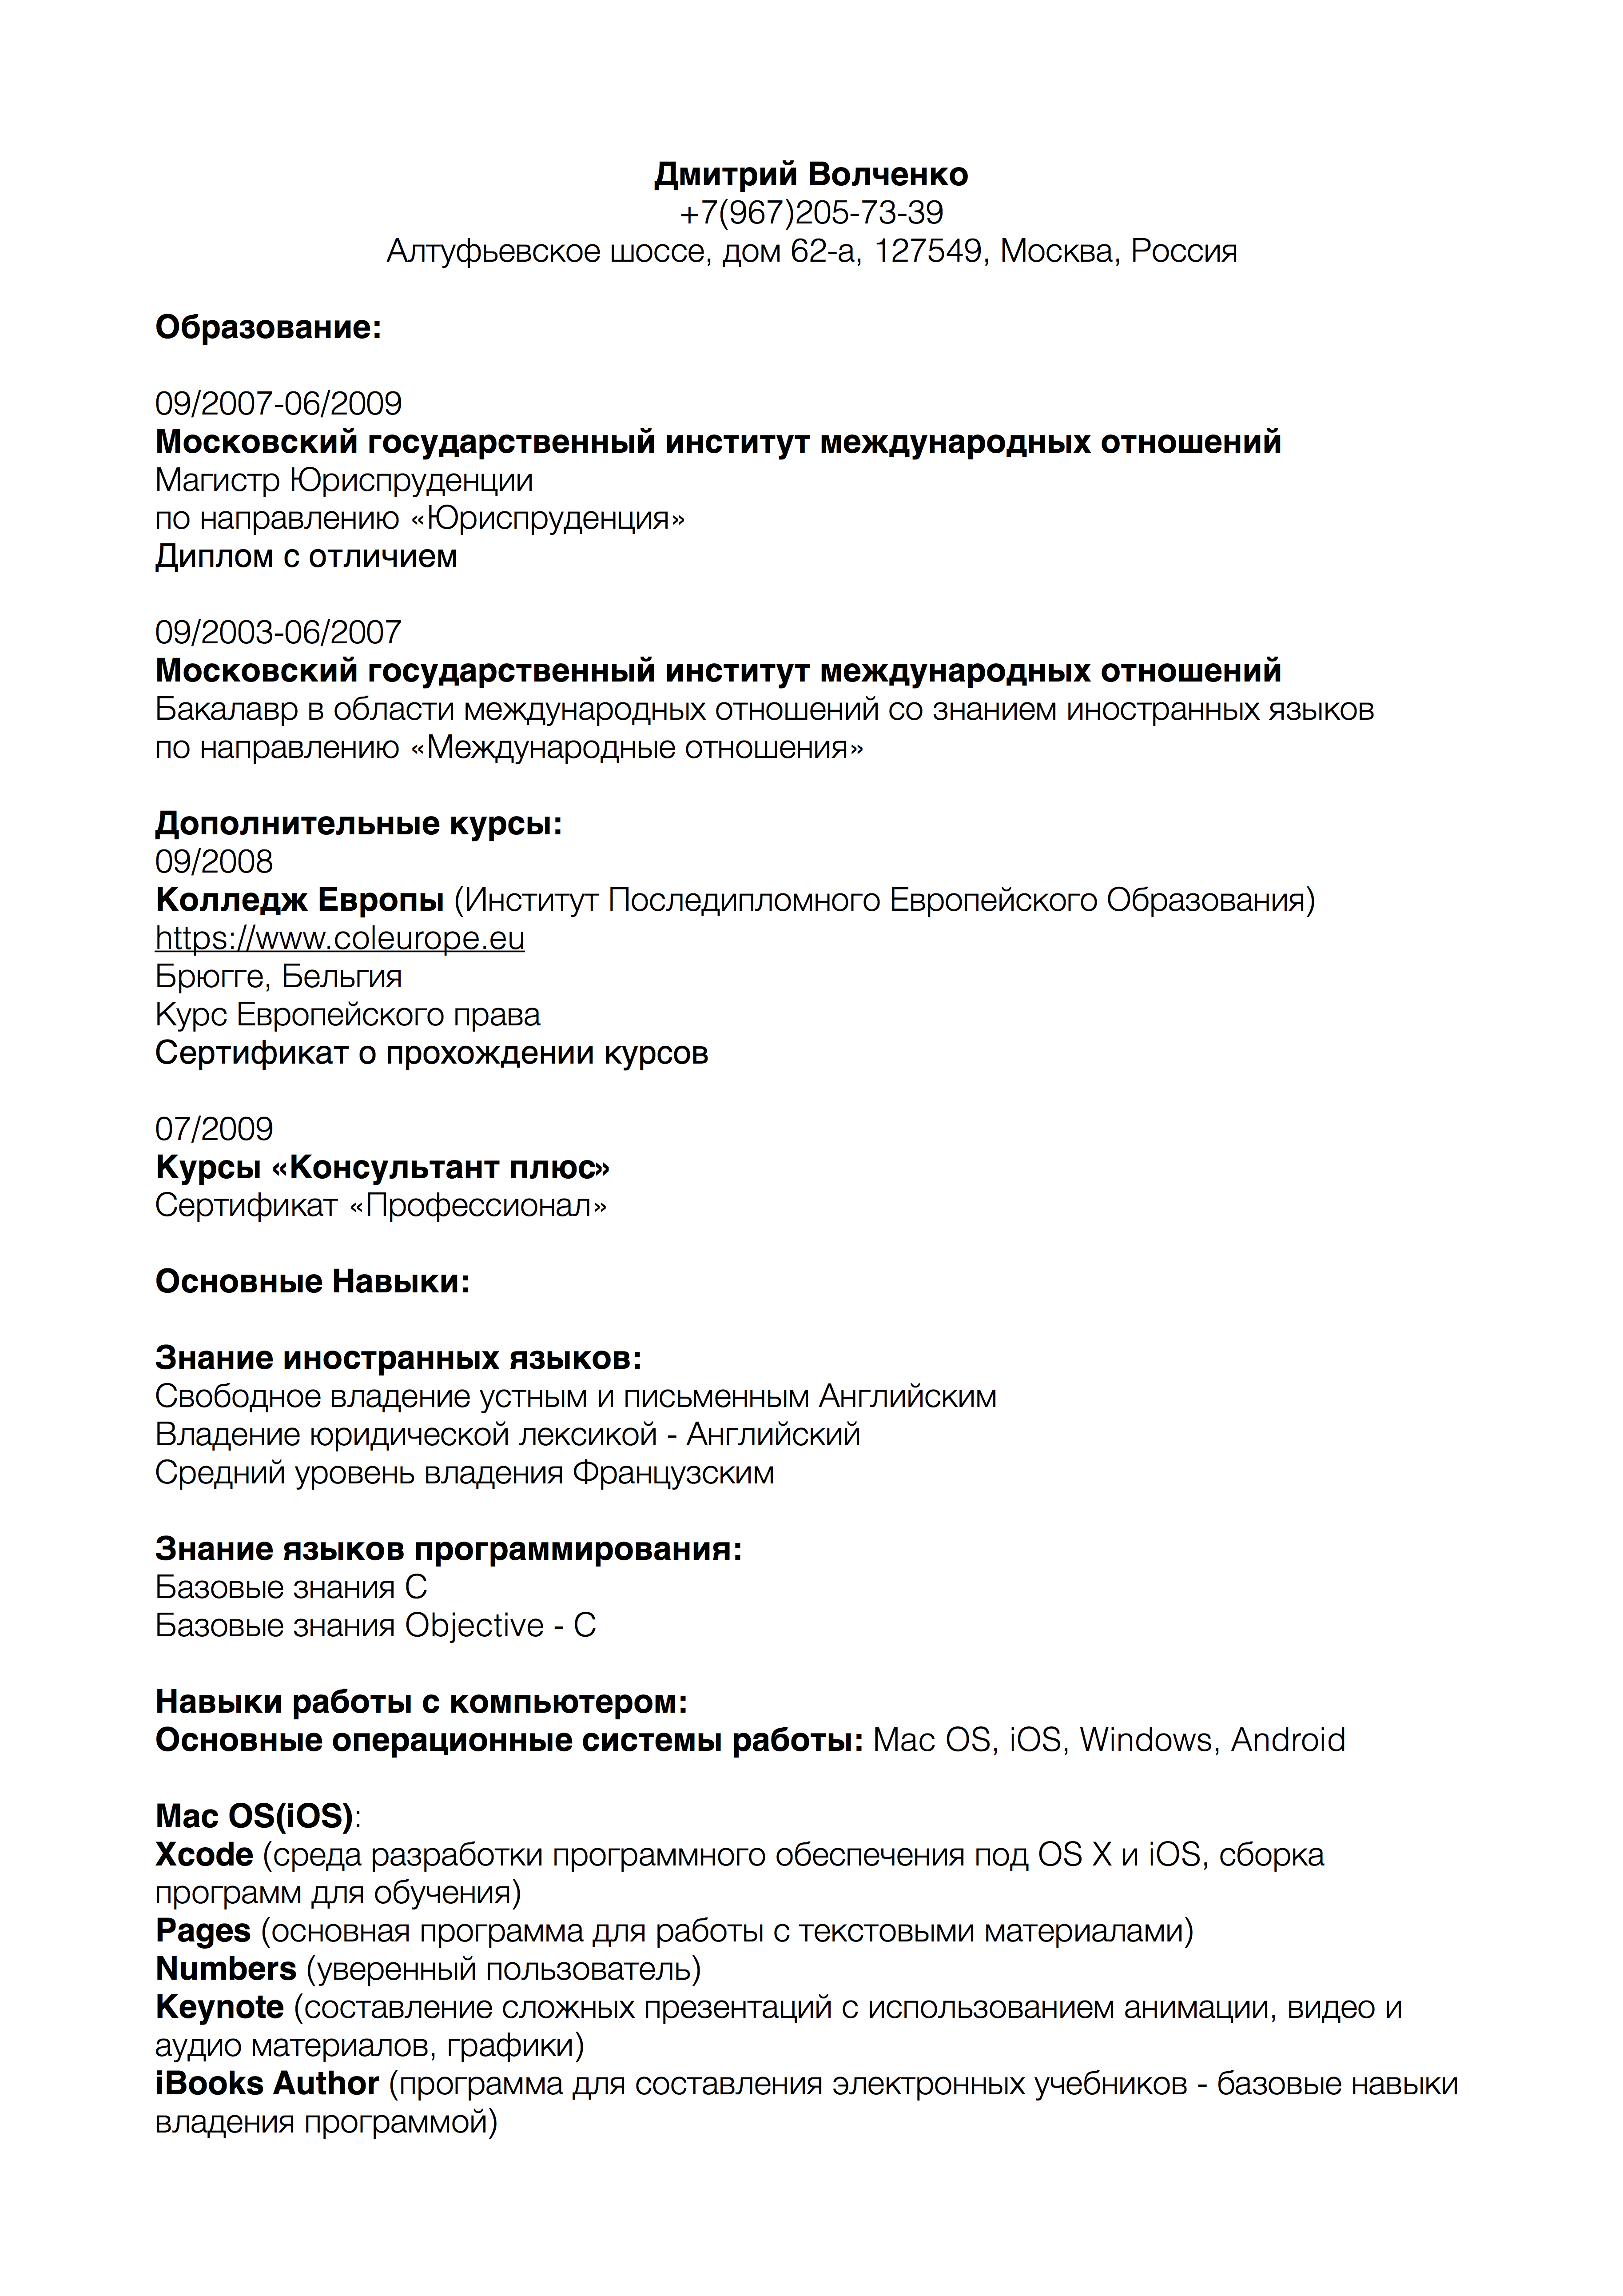 Дмитрий Волченко
+7(967)205-73-39
Алтуфьевское шоссе, дом 62-а, 127549, Москва, Россия
Образование:
09/2007-06/2009
Московский государственный институт международных отношений
Магистр Юриспруденции
по направлению «Юриспруденция»
Диплом с отличием
09/2003-06/2007
Московский государственный институт международных отношений
Бакалавр в области международных отношений со знанием иностранных языков
по направлению «Международные отношения»
Дополнительные курсы:
09/2008
Колледж Европы (Институт Последипломного Европейского Образования)
https://www.coleurope.eu
Брюгге, Бельгия
Курс Европейского права
Сертификат о прохождении курсов
07/2009
Курсы «Консультант плюс»
Сертификат «Профессионал»
Основные Навыки:
Знание иностранных языков:
Свободное владение устным и письменным Английским
Владение юридической лексикой - Английский
Средний уровень владения Французским
Знание языков программирования:
Базовые знания C
Базовые знания Objective - C
Навыки работы с компьютером:
Основные операционные системы работы: Mac OS, iOS, Windows, Android
Mac OS(iOS):
Xcode (среда разработки программного обеспечения под OS X и iOS, сборка
программ для обучения)
Pages (основная программа для работы с текстовыми материалами)
Numbers (уверенный пользователь)
Keynote (составление сложных презентаций с использованием анимации, видео и
аудио материалов, графики)
iBooks Author (программа для составления электронных учебников - базовые навыки
владения программой)